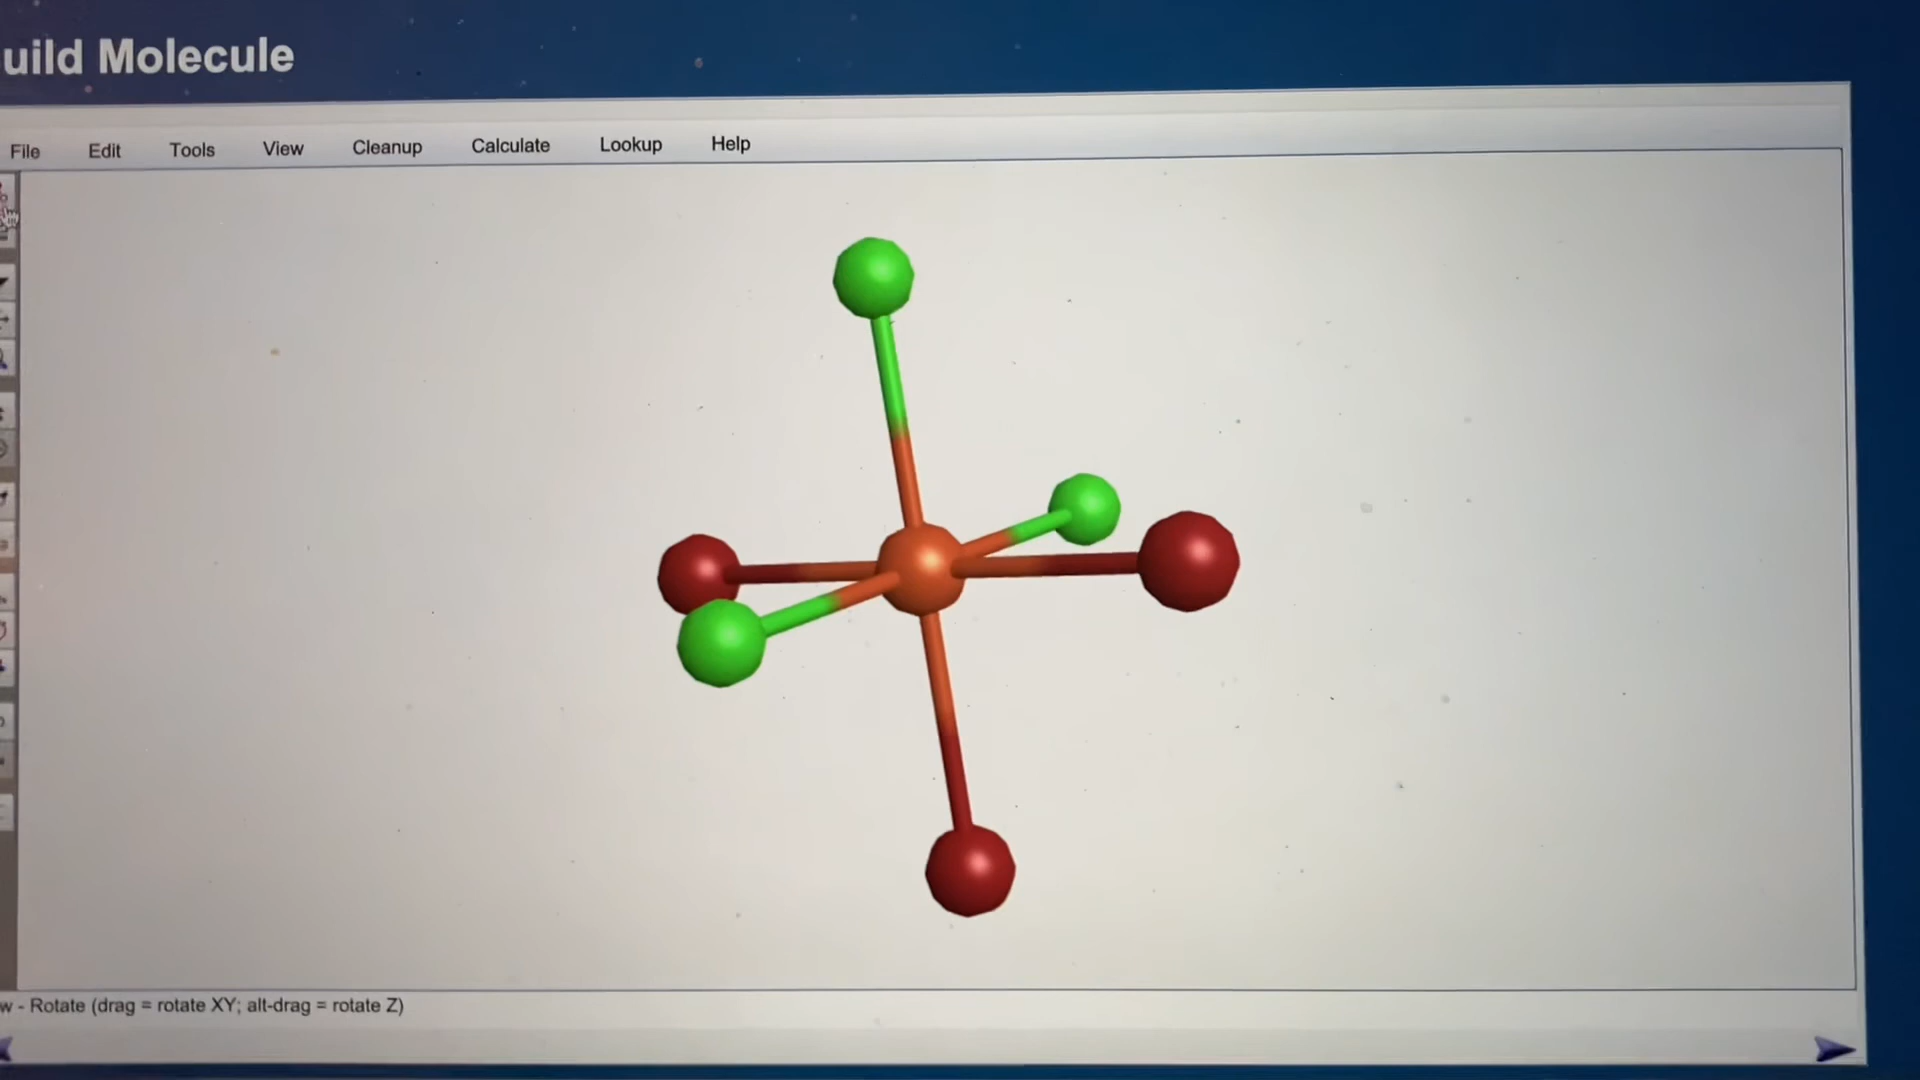 uild Molecule
File Edit Tools View Cleanup Calculate Lookup Help
w - Rotate (drag = rotate XY; alt-drag = rotate Z)